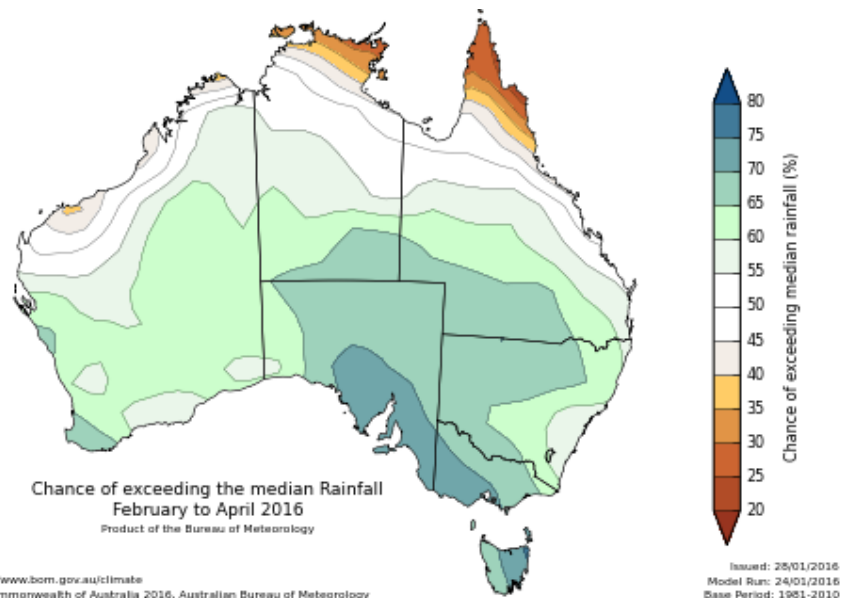 80
75
70
65
60
55
50
45
40
35
30
25
20
Chance of exceeding median rainfall (%)
Chance of exceeding the median Rainfall
February to April 2016
Product of the Bureau of Meteorology
www.bom.gov.au/climate
mmonwealth of Australia 2016, Australian Bureau of Meteorology
Issued: 28/01/2016
Model Run: 24/01/2016
Base Period: 1981-2010